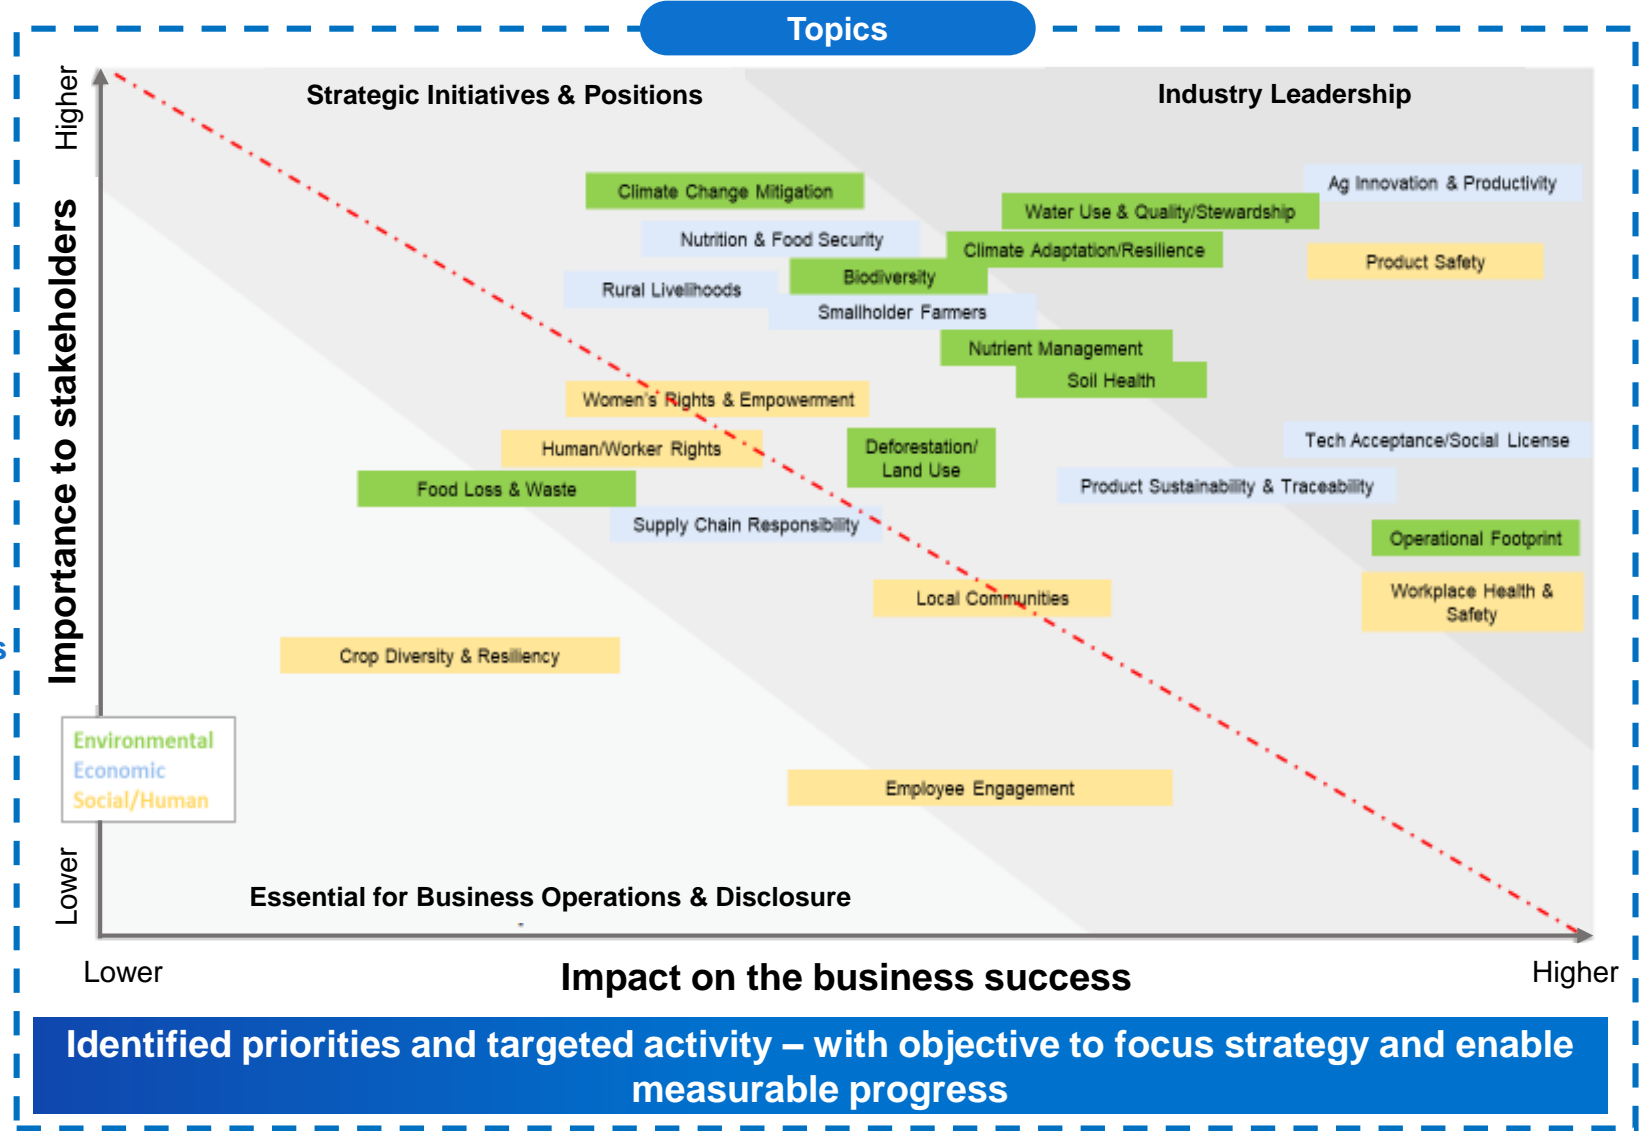 Topics
Higher
Strategic Initiatives & Positions
Industry Leadership
Importance to stakeholders
Climate Change Mitigation
Ag Innovation & Productivity
Water Use & Quality/Stewardship
Nutrition & Food Security
Climate Adaptation/Resilience
Product Safety
Biodiversity
Rural Livelihoods
Smallholder Farmers
Nutrient Management
Soil Health
Women's Rights & Empowerment
Human/Worker Rights
Deforestation/
Land Use
Tech Acceptance/Social License
Food Loss & Waste
Product Sustainability & Traceability
Supply Chain Responsibility
Operational Footprint
Local Communities
Workplace Health &
Safety
Crop Diversity & Resiliency
s
Environmental
Economic
Social/Human
Employee Engagement
Lower
Essential for Business Operations & Disclosure
Lower
Impact on the business success
Higher
Identified priorities and targeted activity – with objective to focus strategy and enable
measurable progress